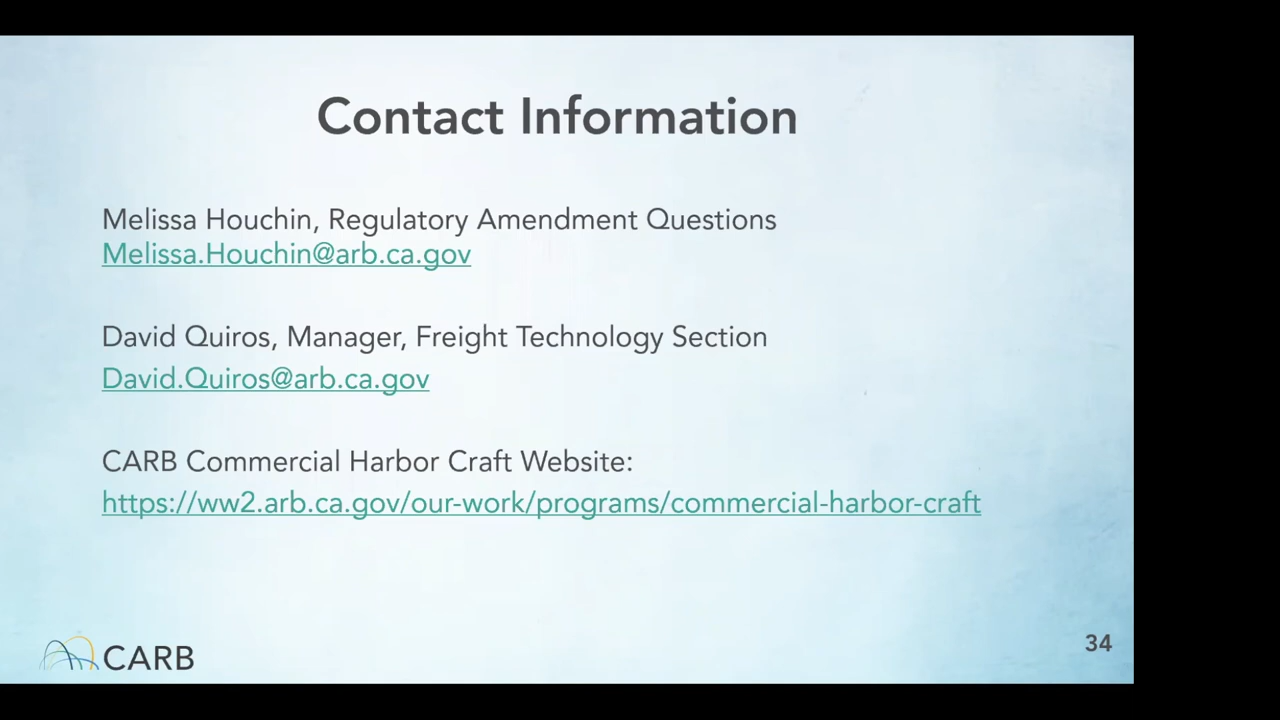 Contact Information
Melissa Houchin, Regulatory Amendment Questions
Melissa.Houchin@arb.ca.gov
David Quiros, Manager, Freight Technology Section
David.Quiros@arb.ca.gov
CARB Commercial Harbor Craft Website:
https://ww2.arb.ca.gov/our-work/programs/commercial-harbor-craft
CARB
34